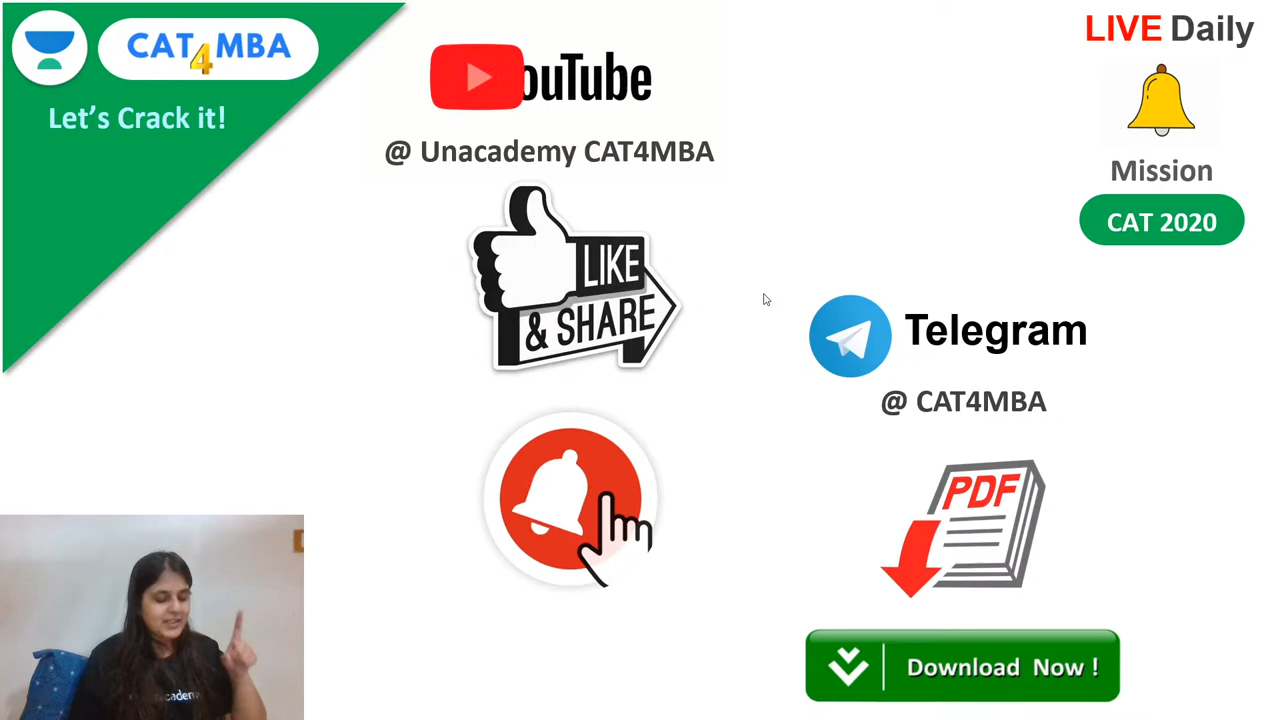 CAT4MBA
Let's Crack it!
ouTube
@ Unacademy CAT4MBA
LIKE
& SHARE
LIVE Daily
Mission
CAT 2020
Telegram
@ CAT4MBA
PDF
Download Now !